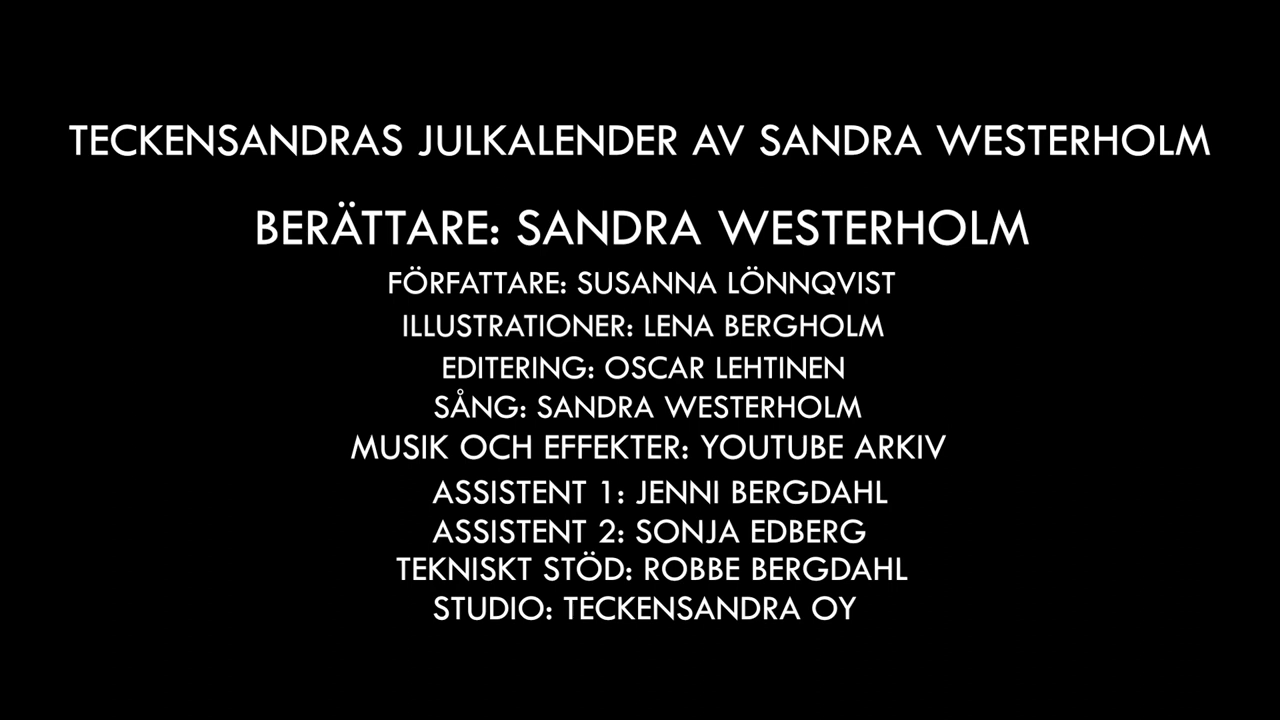 TECKENSANDRAS JULKALENDER AV SANDRA WESTERHOLM
BERÄTTARE: SANDRA WESTERHOLM
FÖRFATTARE: SUSANNA LÖNNQVIST
ILLUSTRATIONER: LENA BERGHOLM
EDITERING: OSCAR LEHTINEN
SÅNG: SANDRA WESTERHOLM
MUSIK OCH EFFEKTER: YOUTUBE ARKIV
ASSISTENT 1: JENNI BERGDAHL
ASSISTENT 2: SONJA EDBERG
TEKNISKT STÖD: ROBBE BERGDAHL
STUDIO: TECKENSANDRA OY